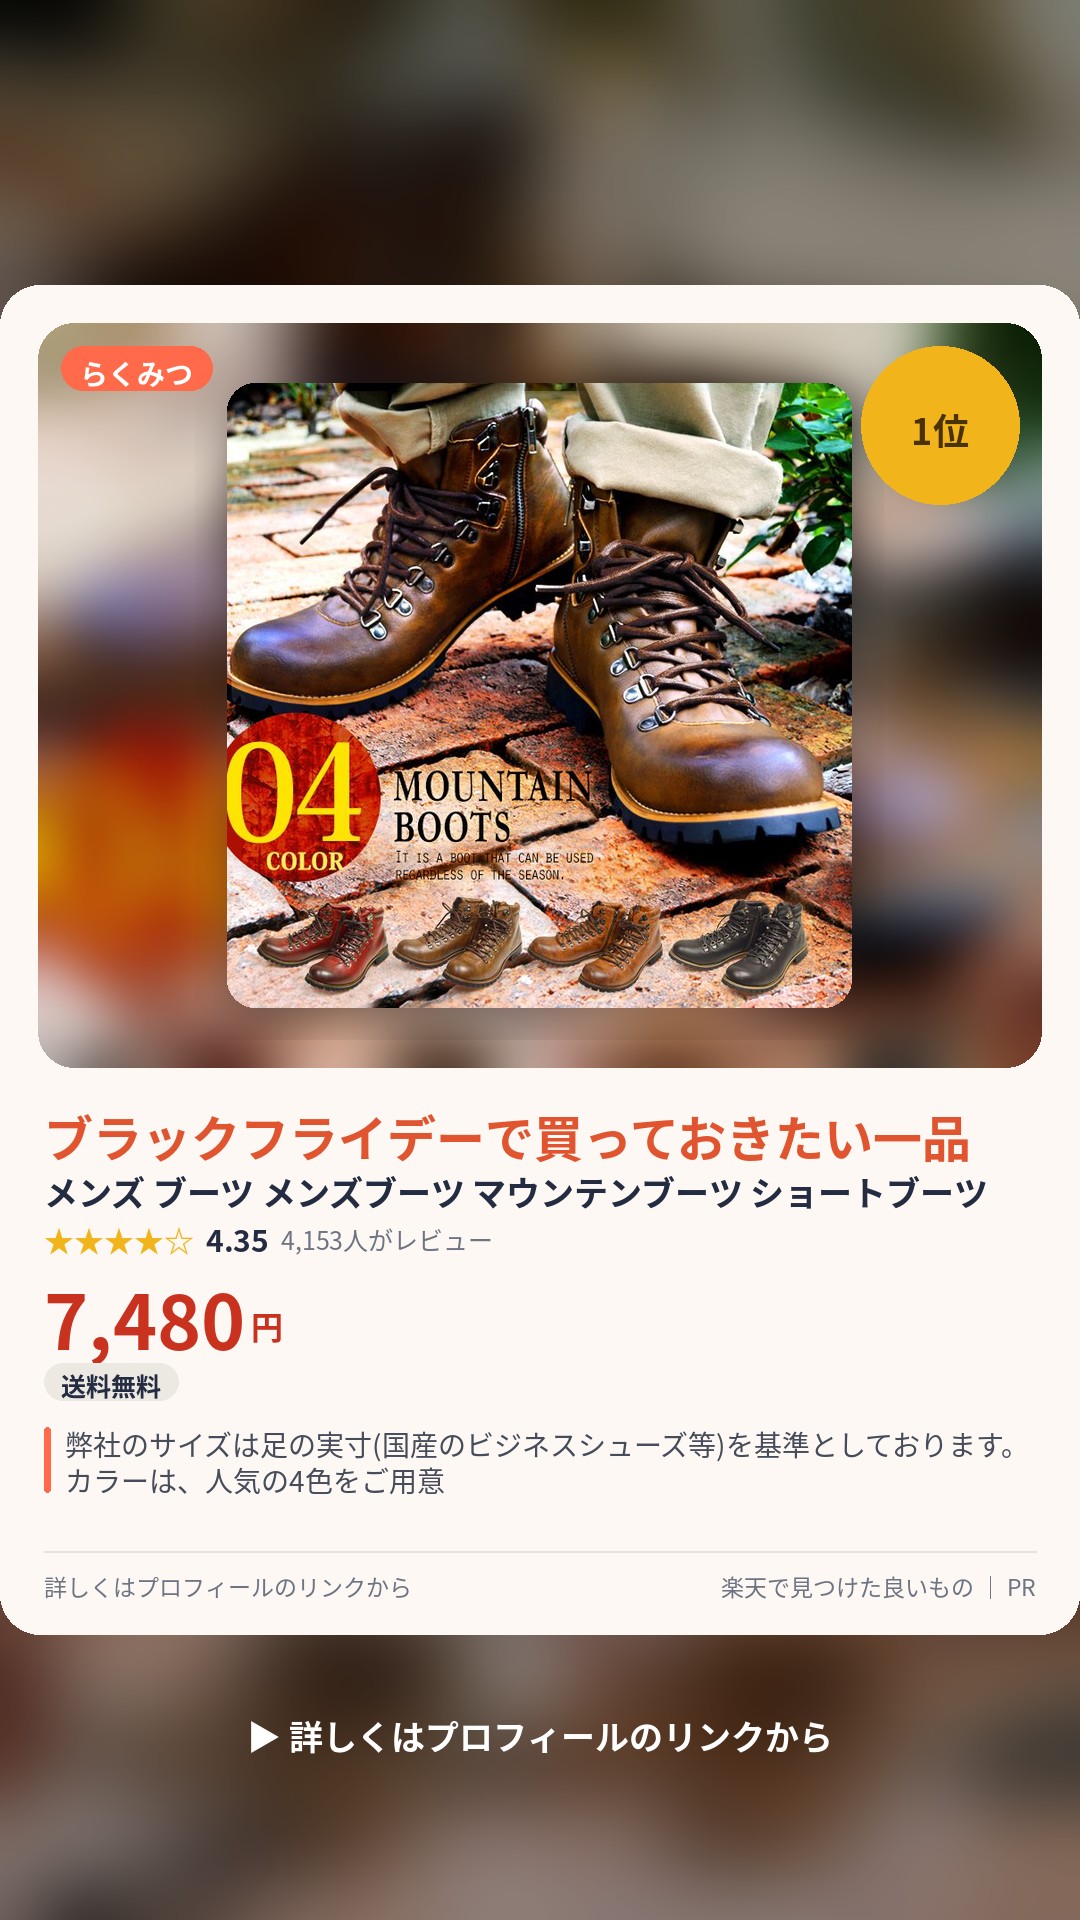 らくみつ
1位
04
COLOR
MOUNTAIN
BOOTS
IT IS A BOOT THAT CAN BE USED
REGARDLESS OF THE SEASON.
ブラックフライデーで買っておきたい一品
メンズ ブーツ メンズブーツ マウンテンブーツ ショートブーツ
★★★★☆ 4.35 4,153人がレビュー
7,480円
送料無料
弊社のサイズは足の実寸(国産のビジネスシューズ等)を基準としております。
カラーは、人気の4色をご用意
詳しくはプロフィールのリンクから
楽天で見つけた良いもの | PR
▶ 詳しくはプロフィールのリンクから